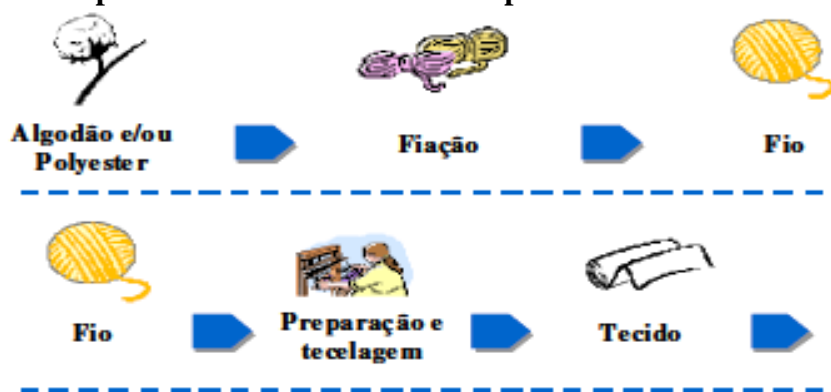 Algodão e/ou
Polyester
Fiação
Fio
Fio
Preparação e
tecelagem
Tecido